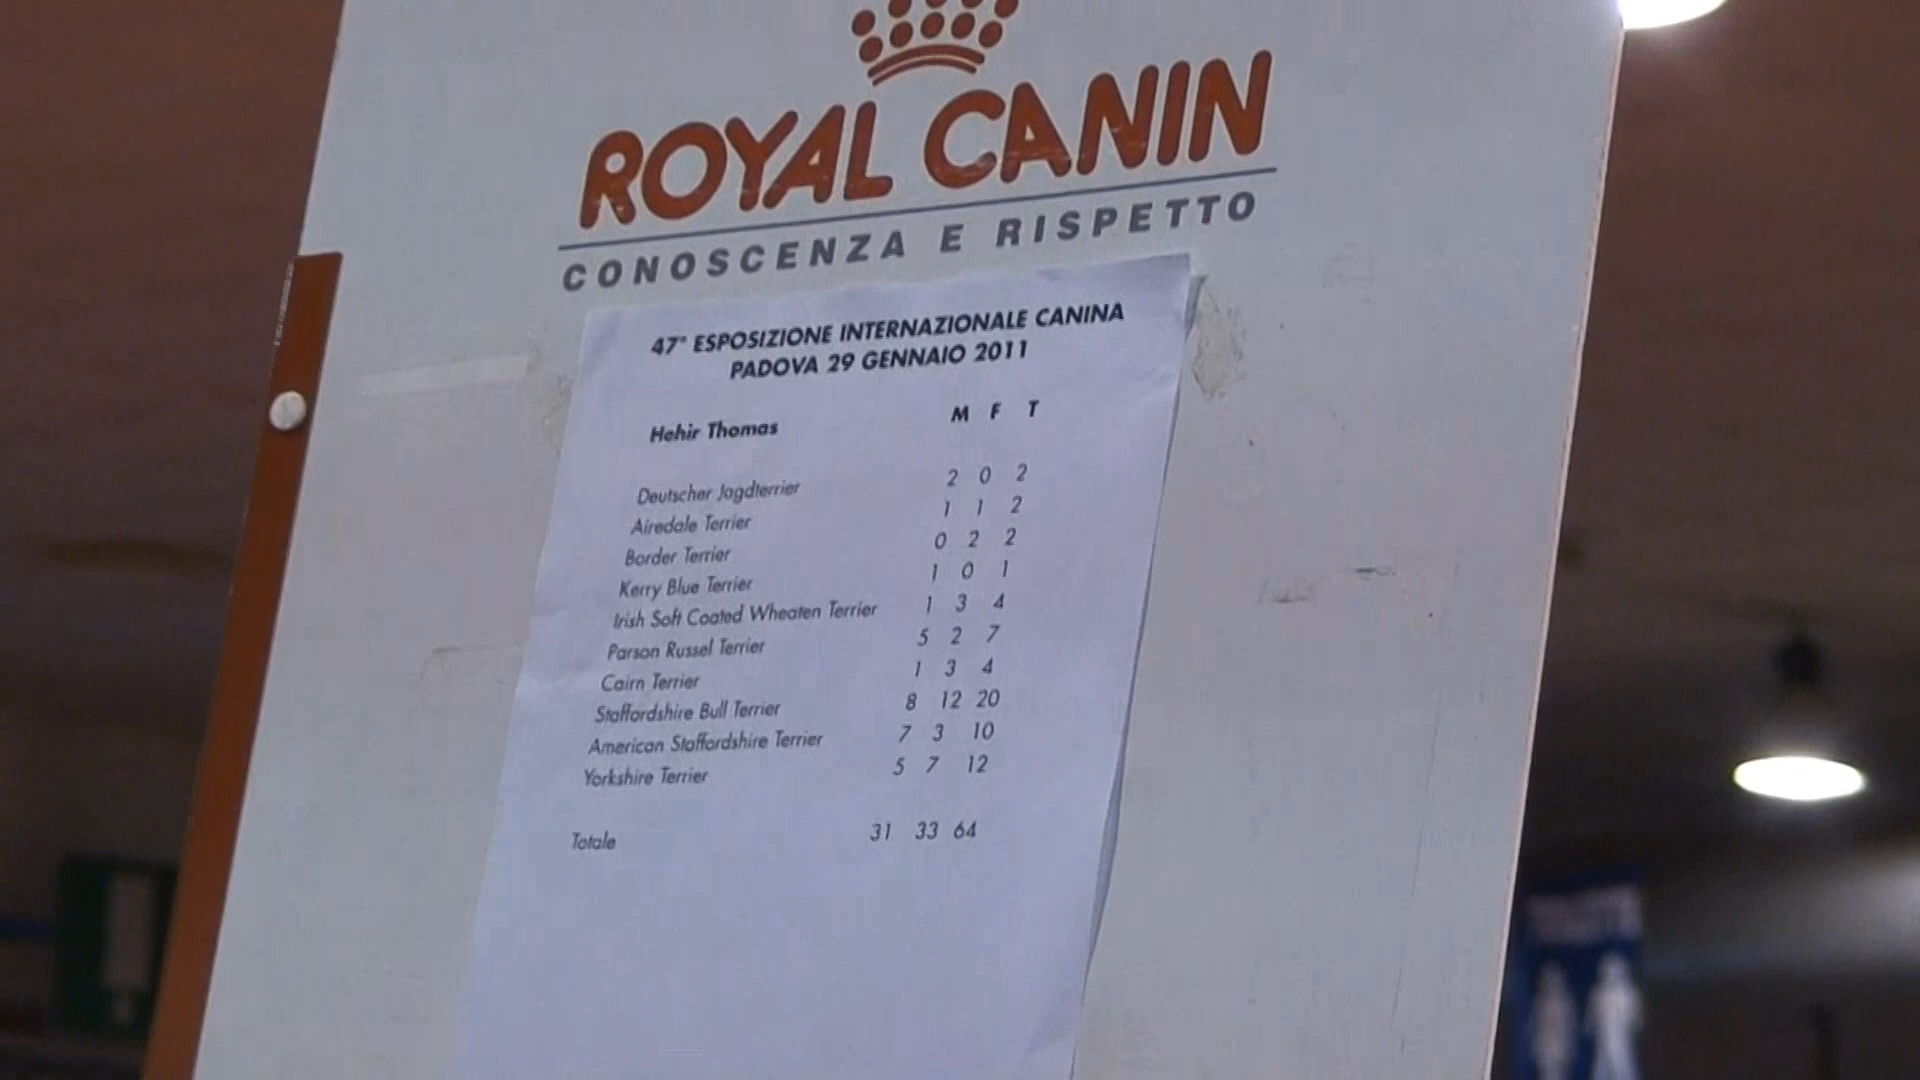 ROYAL CANIN
CONOSCENZA E RISPETTO
47° ESPOSIZIONE INTERNAZIONALE CANINA
PADOVA 29 GENNAIO 2011
Hehir Thomas M F T
Deutscher Jagdterrier 2 0 2
Airedale Terrier 1 1 2
Border Terrier 0 2 2
Kerry Blue Terrier 1 0 1
Irish Soft Coated Wheaten Terrier 1 3 4
Parson Russel Terrier 5 2 7
Cairn Terrier 1 3 4
Staffordshire Bull Terrier 8 12 20
American Staffordshire Terrier 7 3 10
Yorkshire Terrier 5 7 12
Totale 31 33 64